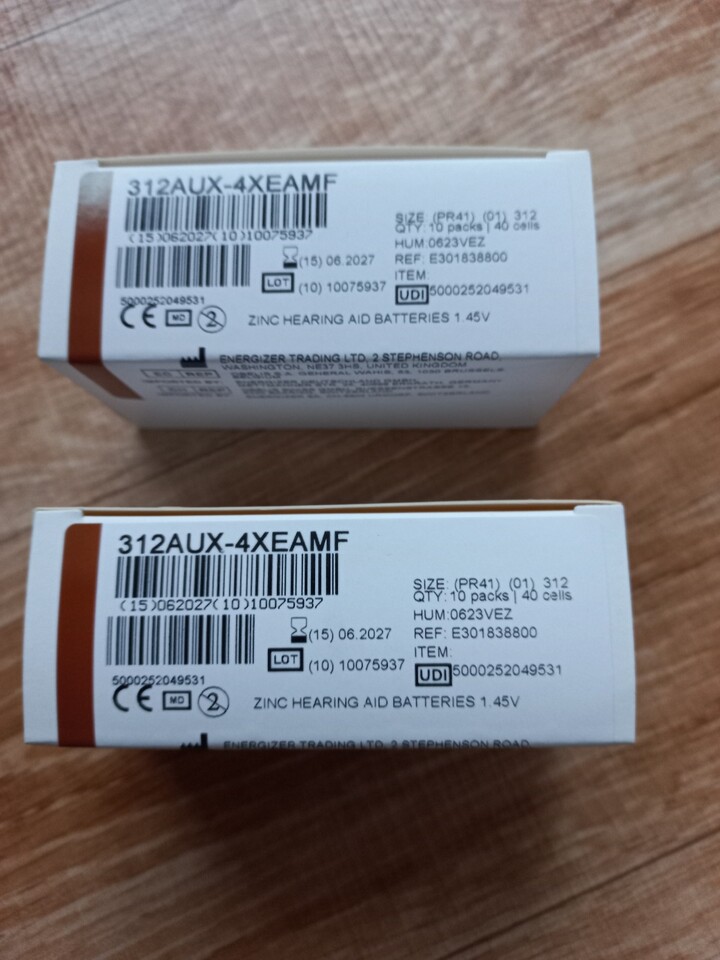 312AUX-4XEAMF
(15)062027(10)10075937
5000252049531
SIZE (PR41) (01) 312
QTY: 10 packs | 40 cells
HUM:0623VEZ
REF: E301838800
ITEM:
UDI 5000252049531
(15) 06.2027
LOT (10) 10075937
CE MD 2
ZINC HEARING AID BATTERIES 1.45V
ENERGIZER TRADING LTD, 2 STEPHENSON ROAD,
WASHINGTON, NE37 3HB, UNITED KINGDOM
EC REP
312AUX-4XEAMF
(15)062027(10)10075937
5000252049531
SIZE: (PR41) (01) 312
QTY: 10 packs | 40 cells
HUM:0623VEZ
REF: E301838800
ITEM:
UDI 5000252049531
(15) 06.2027
LOT (10) 10075937
CE MD 2
ZINC HEARING AID BATTERIES 1.45V
ENERGIZER TRADING LTD, 2 STEPHENSON ROAD,